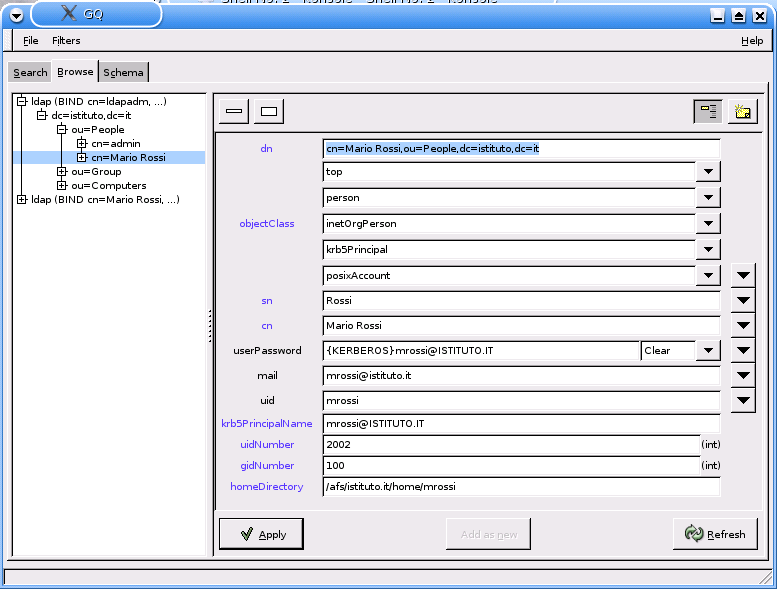 GQ
File Filters Help
Search Browse Schema
ldap (BIND cn=ldapadm, ...)
dc=istituto,dc=it
ou=People
cn=admin
cn=Mario Rossi
ou=Group
ou=Computers
ldap (BIND cn=Mario Rossi, ...)
dn cn=Mario Rossi,ou=People,dc=istituto,dc=it
top
person
objectClass inetOrgPerson
krb5Principal
posixAccount
sn Rossi
cn Mario Rossi
userPassword {KERBEROS}mrossi@ISTITUTO.IT Clear
mail mrossi@istituto.it
uid mrossi
krb5PrincipalName mrossi@ISTITUTO.IT
uidNumber 2002 (int)
gidNumber 100 (int)
homeDirectory /afs/istituto.it/home/mrossi
Apply Add as new Refresh